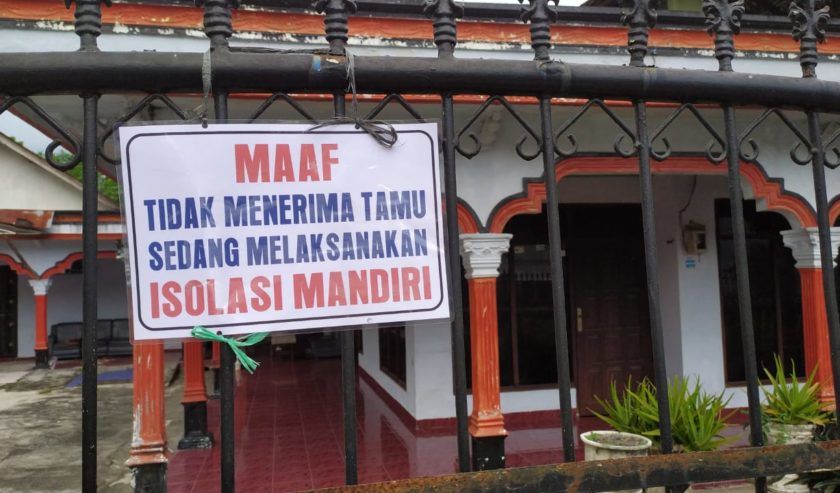 MAAF
TIDAK MENERIMA TAMU
SEDANG MELAKSANAKAN
ISOLASI MANDIRI